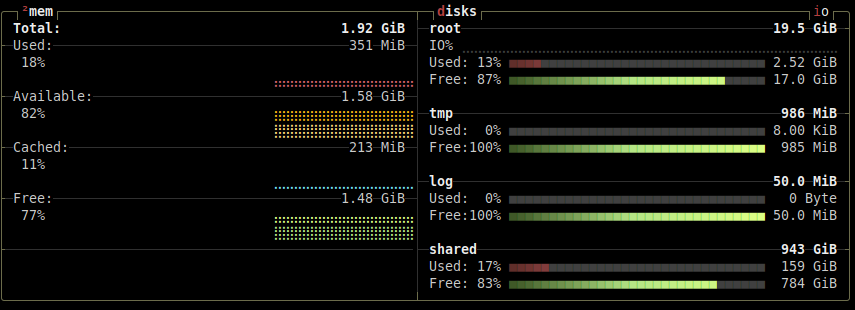 ²mem
Total: 1.92 GiB
Used: 351 MiB
18%
Available: 1.58 GiB
82%
Cached: 213 MiB
11%
Free: 1.48 GiB
77%
disks io
root 19.5 GiB
IO%
Used: 13% 2.52 GiB
Free: 87% 17.0 GiB
tmp 986 MiB
Used: 0% 8.00 KiB
Free:100% 985 MiB
log 50.0 MiB
Used: 0% 0 Byte
Free:100% 50.0 MiB
shared 943 GiB
Used: 17% 159 GiB
Free: 83% 784 GiB